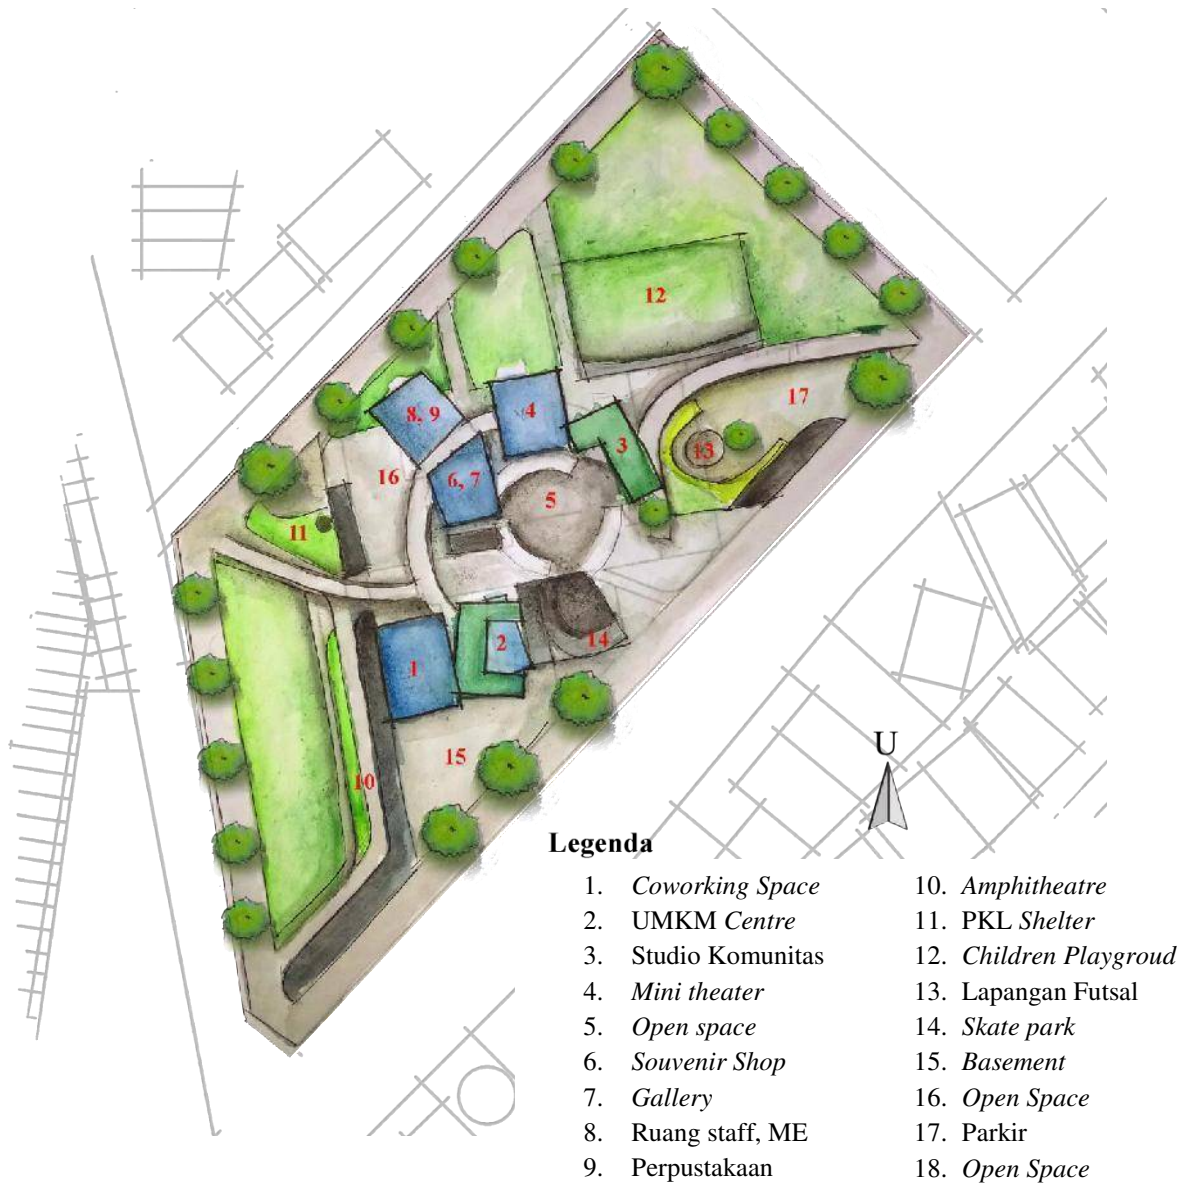 12
17
8, 9
4
3
13
16
6, 7
5
11
14
2
1
15
10
U
Legenda
1. Coworking Space
2. UMKM Centre
3. Studio Komunitas
4. Mini theater
5. Open space
6. Souvenir Shop
7. Gallery
8. Ruang staff, ME
9. Perpustakaan
10. Amphitheatre
11. PKL Shelter
12. Children Playgroud
13. Lapangan Futsal
14. Skate park
15. Basement
16. Open Space
17. Parkir
18. Open Space